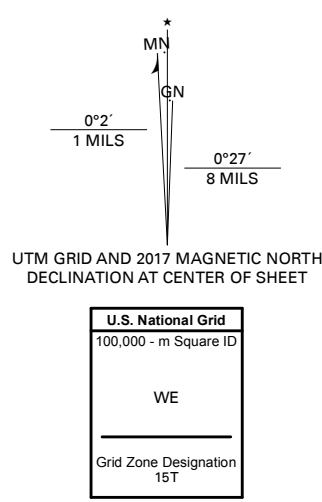 MN
GN
0°2´
1 MILS
0°27´
8 MILS
UTM GRID AND 2017 MAGNETIC NORTH
DECLINATION AT CENTER OF SHEET
U.S. National Grid
100,000 - m Square ID
WE
Grid Zone Designation
15T